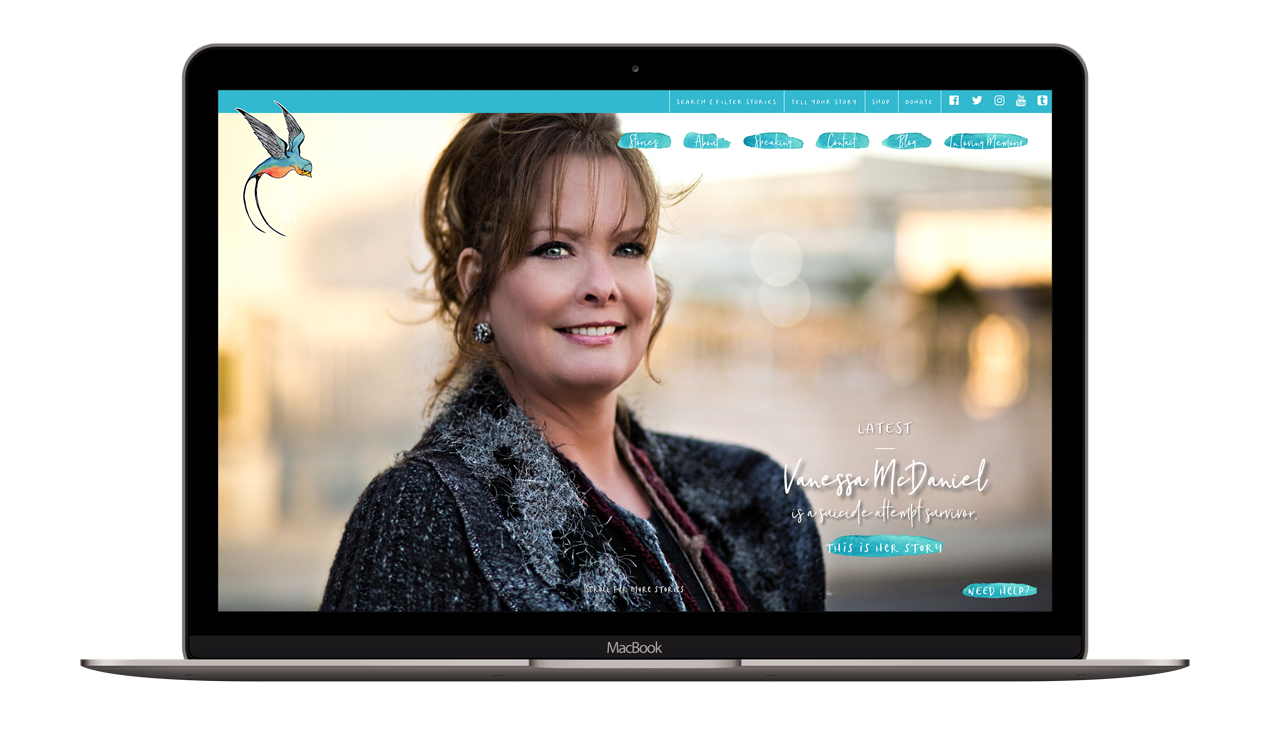 SEARCH & FILTER STORIES TELL YOUR STORY SHOP DONATE
Stories About Speaking Contact Blog In Loving Memory
LATEST
Vanessa McDaniel
is a suicide attempt survivor.
THIS IS HER STORY
SCROLL FOR MORE STORIES
NEED HELP?
MacBook